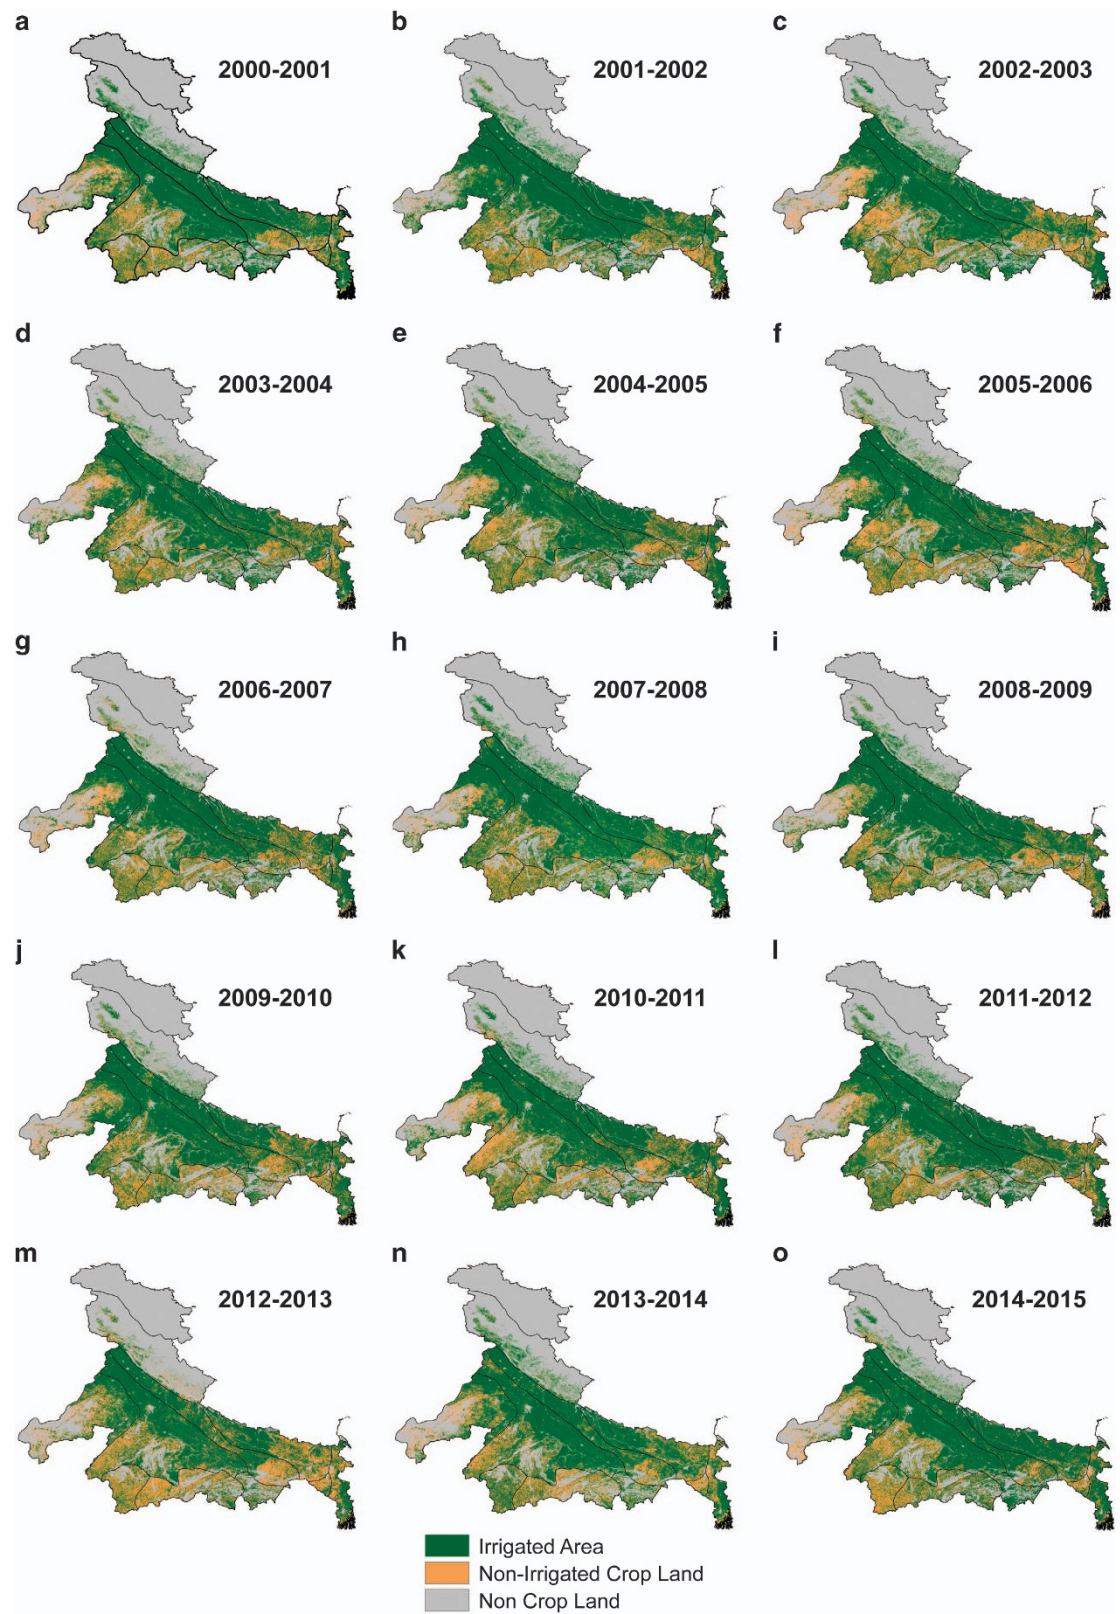 a
2000-2001
b
2001-2002
c
2002-2003
d
2003-2004
e
2004-2005
f
2005-2006
g
2006-2007
h
2007-2008
i
2008-2009
j
2009-2010
k
2010-2011
l
2011-2012
m
2012-2013
n
2013-2014
o
2014-2015
Irrigated Area
Non-Irrigated Crop Land
Non Crop Land